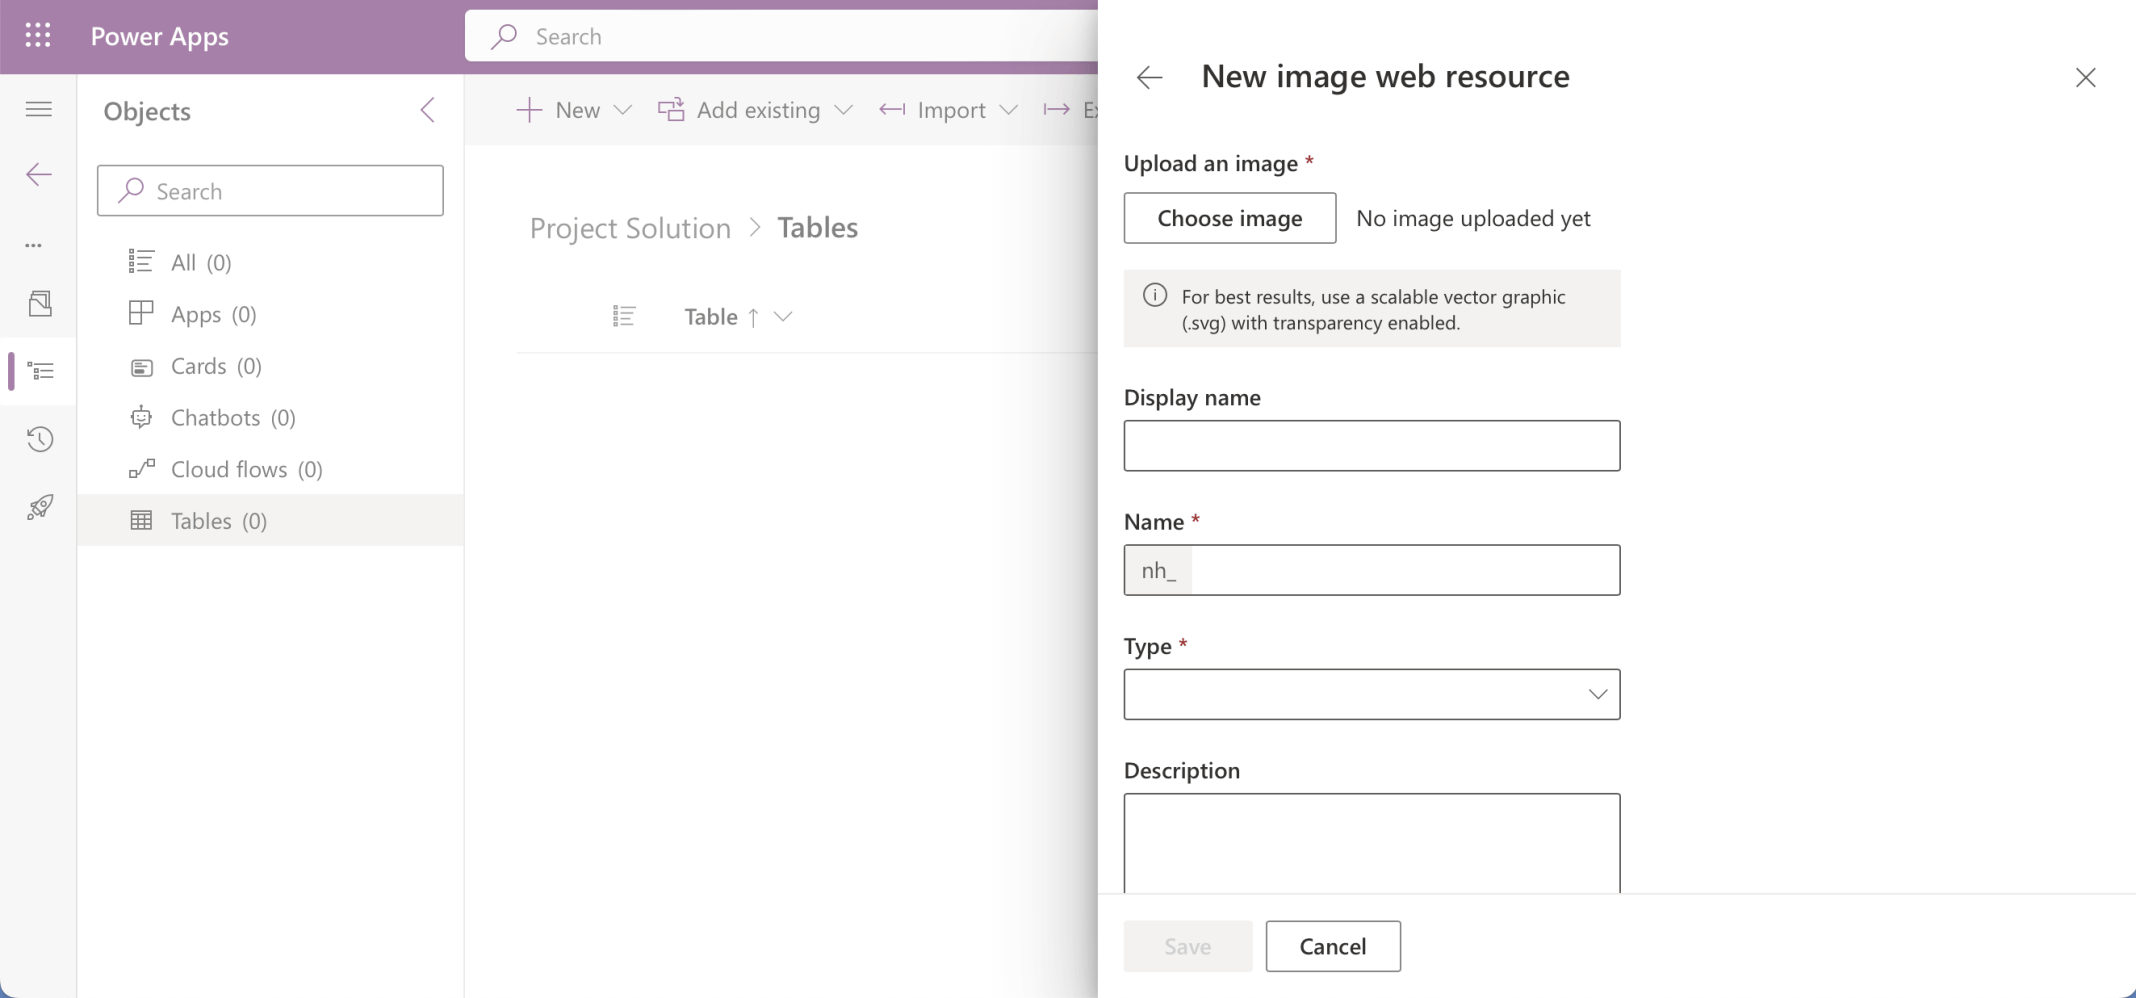 Power Apps
Search
Objects
Search
All (0)
Apps (0)
Cards (0)
Chatbots (0)
Cloud flows (0)
Tables (0)
New
Add existing
Import
Project Solution > Tables
Table ↑
New image web resource
Upload an image *
Choose image No image uploaded yet
For best results, use a scalable vector graphic
(.svg) with transparency enabled.
Display name
Name *
nh_
Type *
Description
Save Cancel